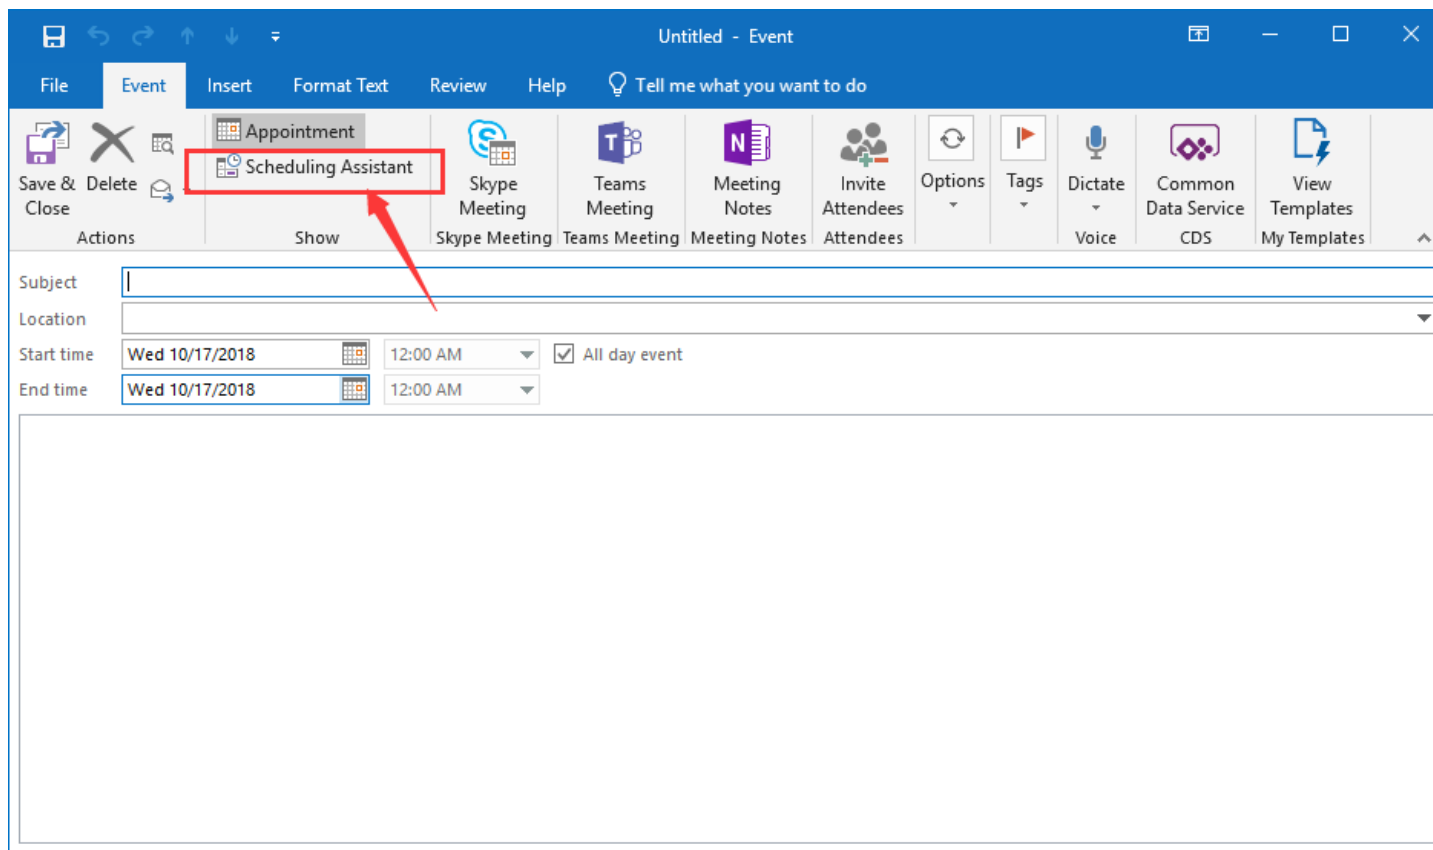 Untitled - Event
File Event Insert Format Text Review Help Tell me what you want to do
Appointment
Scheduling Assistant
Save & Close
Delete
Skype Meeting
Teams Meeting
Meeting Notes
Invite Attendees
Options
Tags
Dictate
Common Data Service
View Templates
Actions Show Skype Meeting Teams Meeting Meeting Notes Attendees Voice CDS My Templates
Subject
Location
Start time Wed 10/17/2018 12:00 AM All day event
End time Wed 10/17/2018 12:00 AM